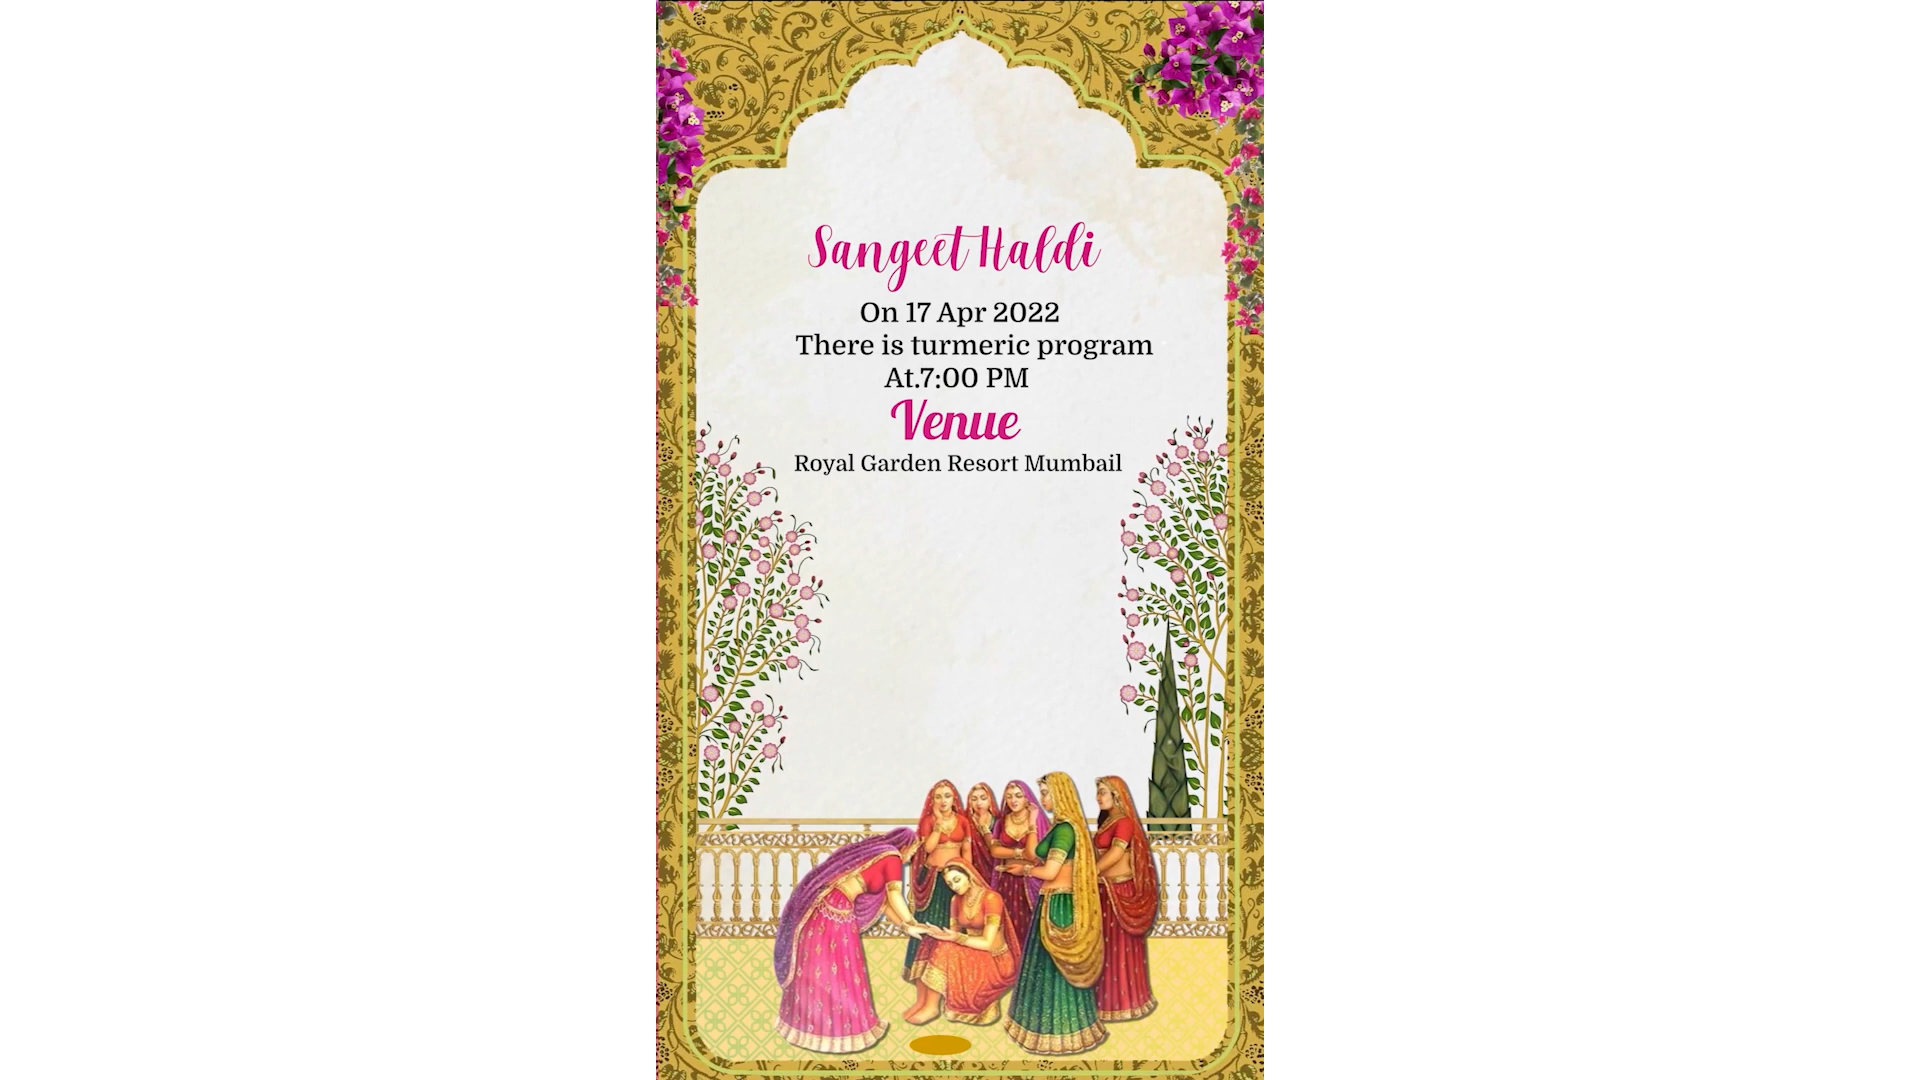 Sangeet Haldi
On 17 Apr 2022
There is turmeric program
At.7:00 PM
Venue
Royal Garden Resort Mumbail